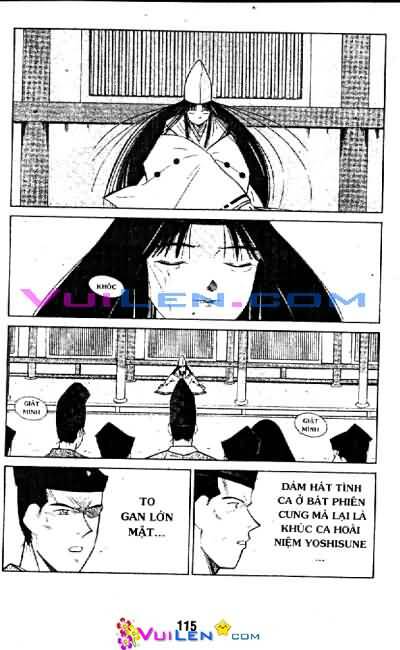 KHÓC
VUILEN.COM
GIẬT
MÌNH
GIẬT
MÌNH
TO
GAN LỚN
MẬT...
DÁM HÁT TÌNH
CA Ở BÁT PHIÊN
CUNG MÀ LẠI LÀ
KHÚC CA HOÀI
NIỆM YOSHISUNE
...
115
VUILEN.COM